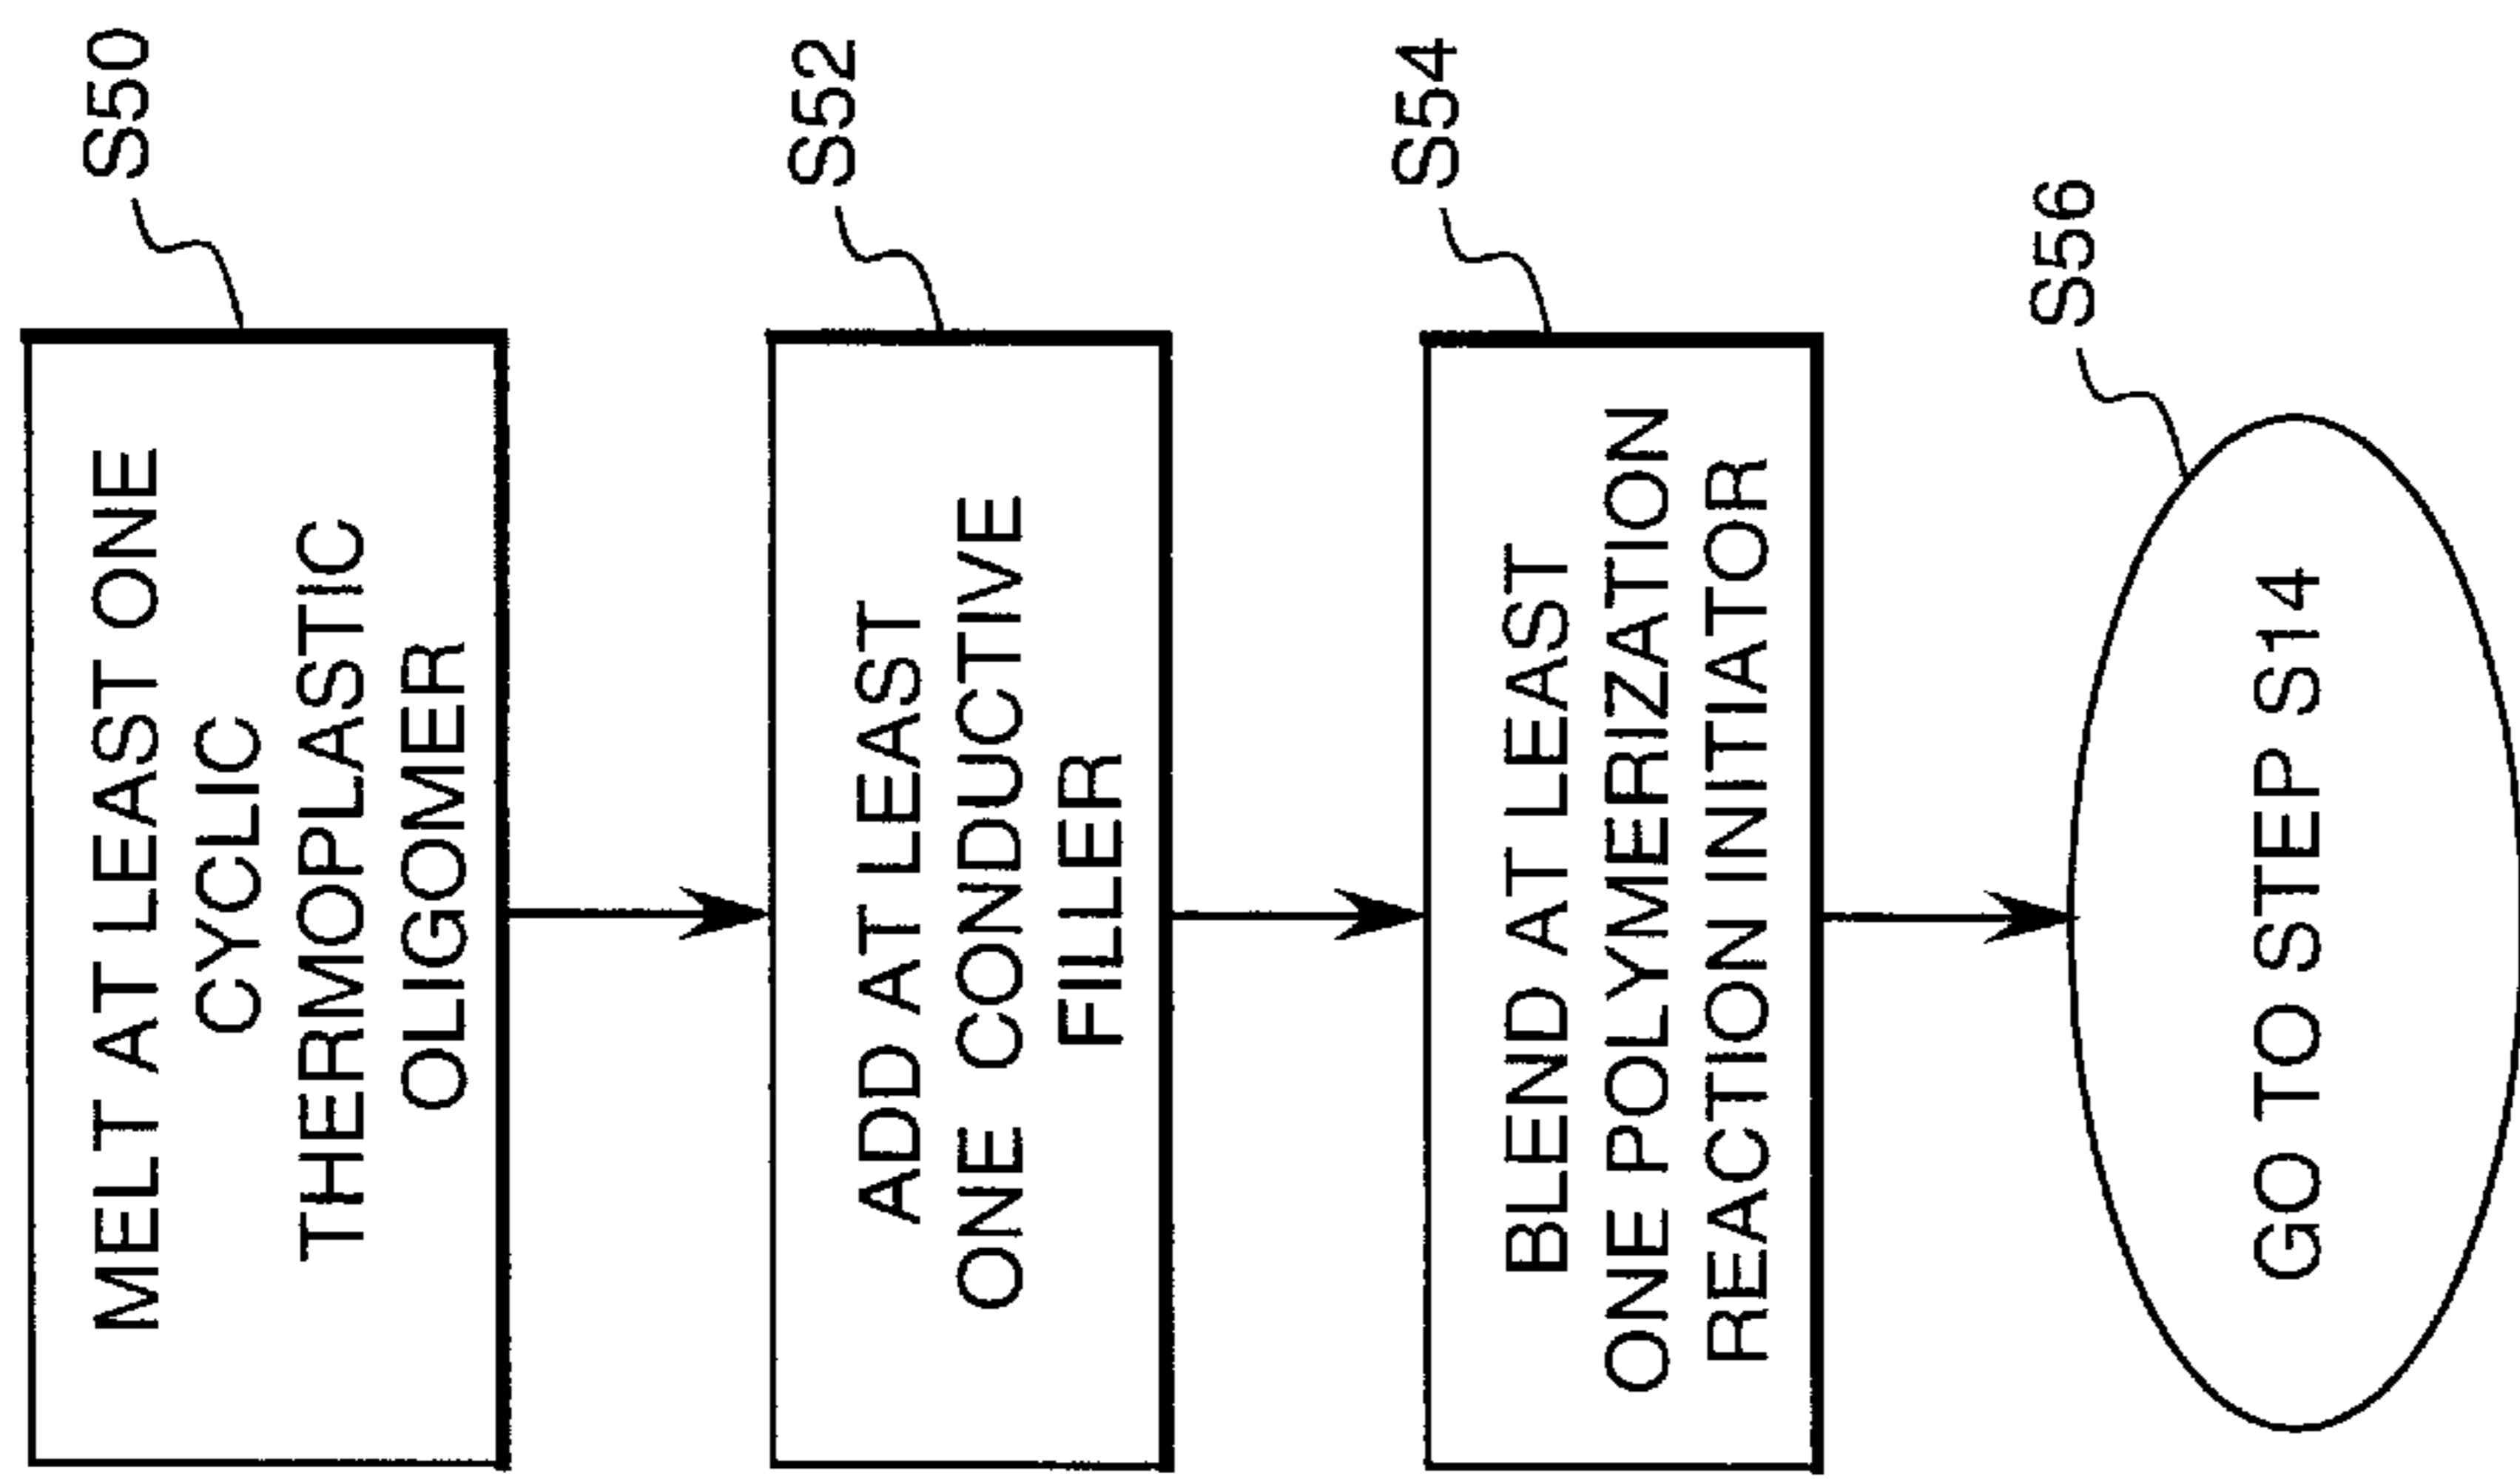 MELT AT LEAST ONE
CYCLIC
THERMOPLASTIC
OLIGOMER
S50
ADD AT LEAST
ONE CONDUCTIVE
FILLER
S52
BLEND AT LEAST
ONE POLYMERIZATION
REACTION INITIATOR
S54
GO TO STEP S14
S56